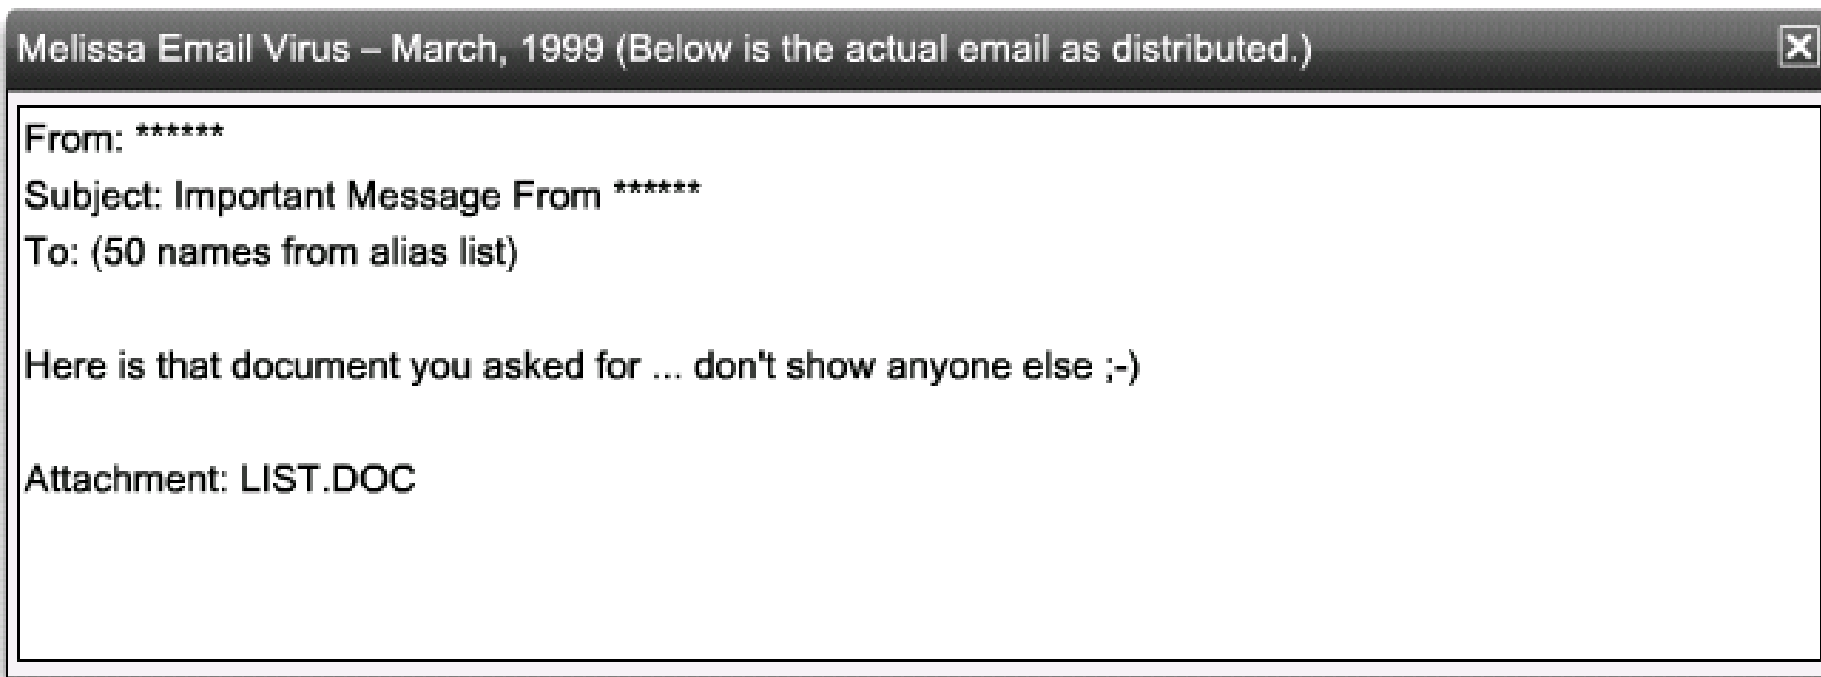 Melissa Email Virus – March, 1999 (Below is the actual email as distributed.)
From: ******
Subject: Important Message From ******
To: (50 names from alias list)
Here is that document you asked for ... don't show anyone else ;-)
Attachment: LIST.DOC